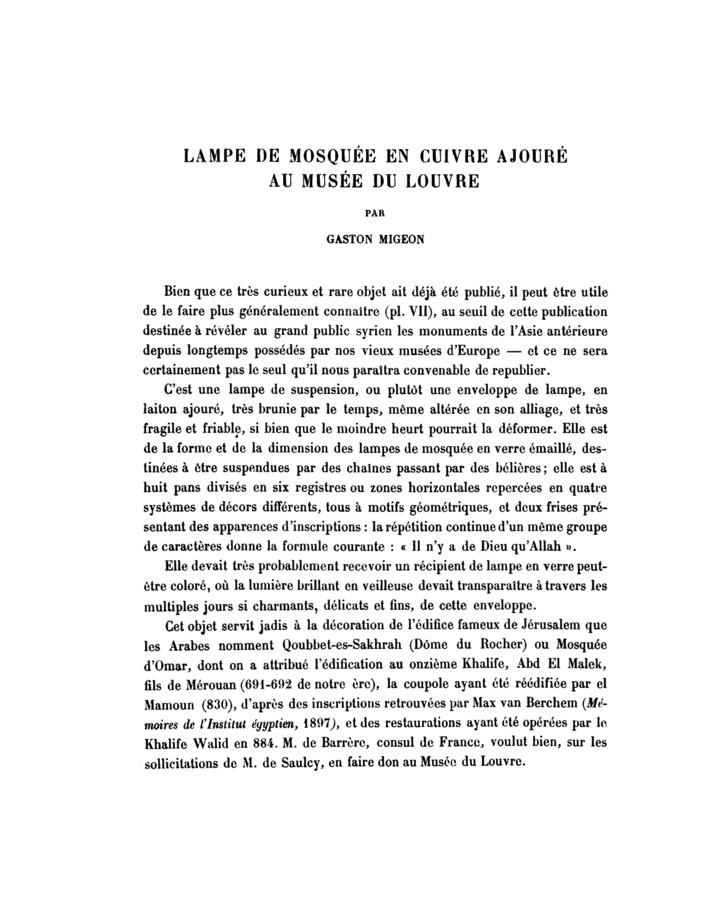 LAMPE DE MOSQUÉE EN CUIVRE AJOURÉ
AU MUSÉE DU LOUVRE
PAR
GASTON MIGEON
Bien que ce très curieux et rare objet ait déjà été publié, il peut être utile
de le faire plus généralement connaître (pl. VII), au seuil de cette publication
destinée à révéler au grand public syrien les monuments de l'Asie antérieure
depuis longtemps possédés par nos vieux musées d'Europe — et ce ne sera
certainement pas le seul qu'il nous paraîtra convenable de republier.
C'est une lampe de suspension, ou plutôt une enveloppe de lampe, en
laiton ajouré, très brunie par le temps, même altérée en son alliage, et très
fragile et friable, si bien que le moindre heurt pourrait la déformer. Elle est
de la forme et de la dimension des lampes de mosquée en verre émaillé, des-
tinées à être suspendues par des chaînes passant par des bélières; elle est à
huit pans divisés en six registres ou zones horizontales repercées en quatre
systèmes de décors différents, tous à motifs géométriques, et deux frises pré-
sentant des apparences d'inscriptions : la répétition continue d'un même groupe
de caractères donne la formule courante : « Il n'y a de Dieu qu'Allah ».
Elle devait très probablement recevoir un récipient de lampe en verre peut-
être coloré, où la lumière brillant en veilleuse devait transparaître à travers les
multiples jours si charmants, délicats et fins, de cette enveloppe.
Cet objet servit jadis à la décoration de l'édifice fameux de Jérusalem que
les Arabes nomment Qoubbet-es-Sakhrah (Dôme du Rocher) ou Mosquée
d'Omar, dont on a attribué l'édification au onzième Khalife, Abd El Malek,
fils de Mérouan (691-692 de notre ère), la coupole ayant été réédifiée par el
Mamoun (830), d'après des inscriptions retrouvées par Max van Berchem (Mé-
moires de l'Institut égyptien, 1897), et des restaurations ayant été opérées par le
Khalife Walid en 884. M. de Barrère, consul de France, voulut bien, sur les
sollicitations de M. de Saulcy, en faire don au Musée du Louvre.